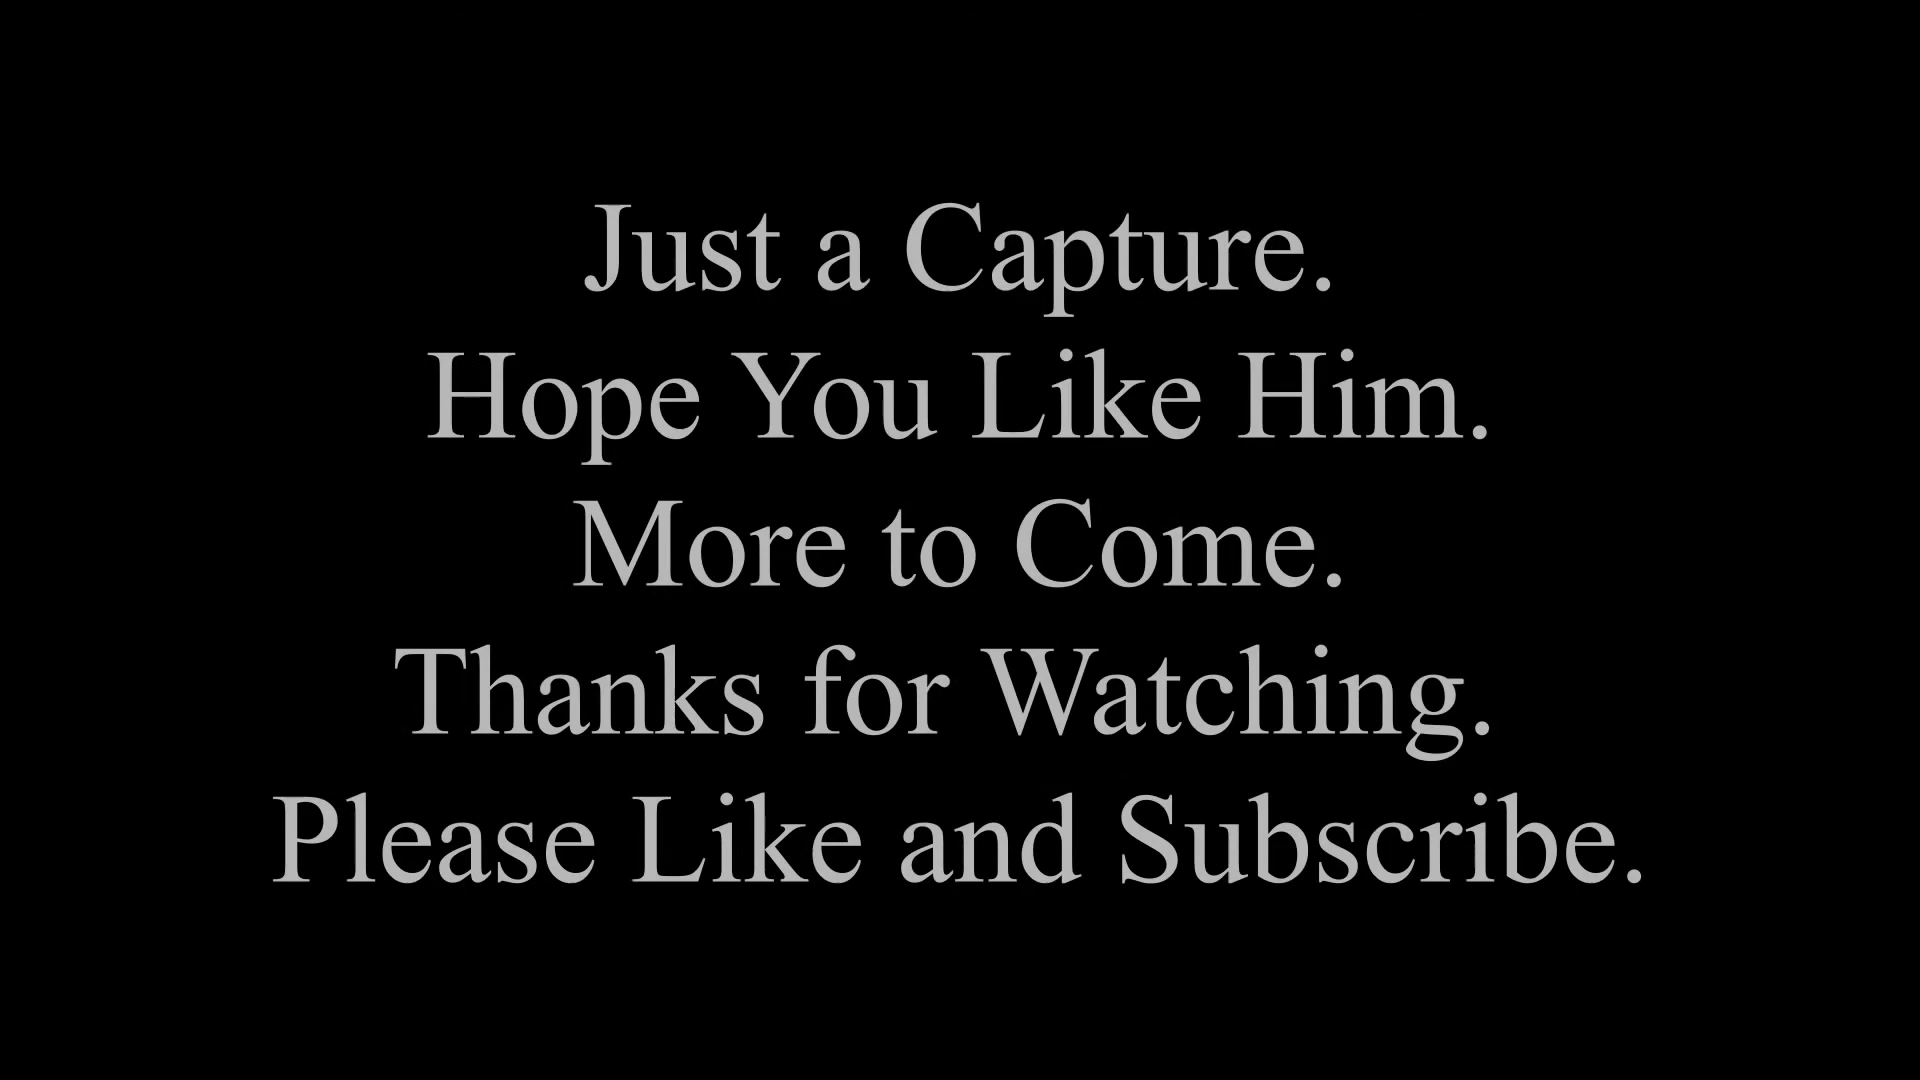 Just a Capture.
Hope You Like Him.
More to Come.
Thanks for Watching.
Please Like and Subscribe.